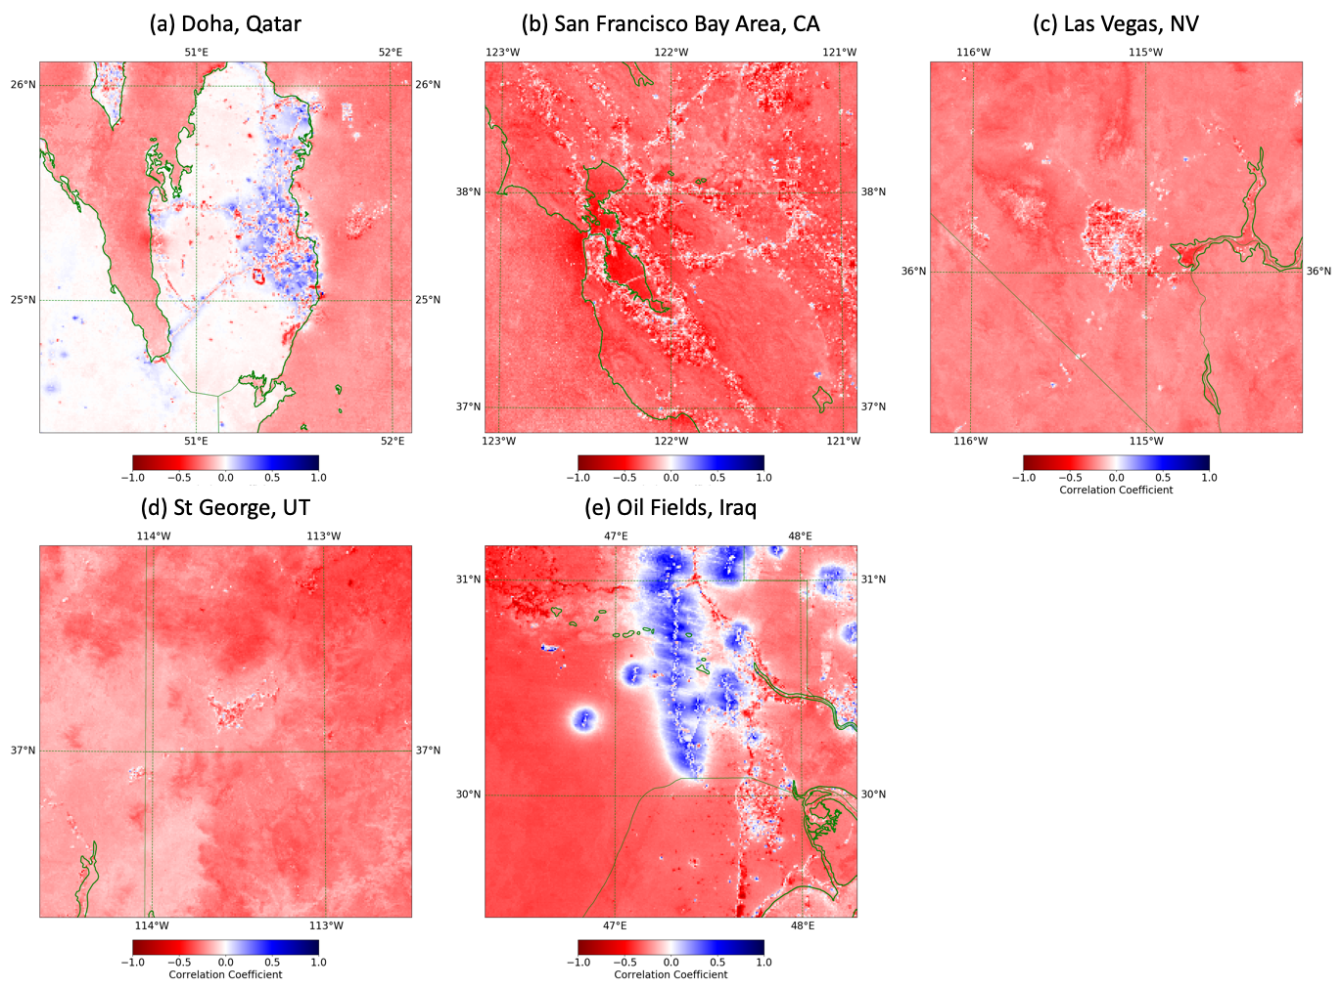 (a) Doha, Qatar
(b) San Francisco Bay Area, CA
(c) Las Vegas, NV
51°E 52°E
123°W 122°W 121°W
116°W 115°W
26°N 26°N
38°N 38°N
36°N 36°N
25°N 25°N
37°N 37°N
51°E 52°E
123°W 122°W 121°W
116°W 115°W
−1.0 −0.5 0.0 0.5 1.0
−1.0 −0.5 0.0 0.5 1.0
−1.0 −0.5 0.0 0.5 1.0
Correlation Coefficient
(d) St George, UT
(e) Oil Fields, Iraq
114°W 113°W
47°E 48°E
31°N 31°N
37°N 37°N
30°N 30°N
114°W 113°W
47°E 48°E
−1.0 −0.5 0.0 0.5 1.0
Correlation Coefficient
−1.0 −0.5 0.0 0.5 1.0
Correlation Coefficient